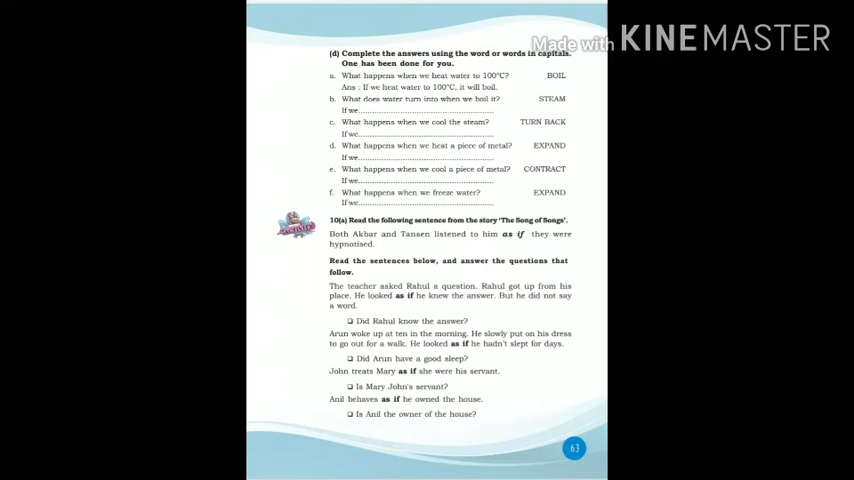 Made with KINEMASTER
(d) Complete the answers using the word or words in capitals.
One has been done for you.
a. What happens when we heat water to 100°C? BOIL
Ans : If we heat water to 100°C, it will boil.
b. What does water turn into when we boil it? STEAM
If we......................................................
c. What happens when we cool the steam? TURN BACK
If we......................................................
d. What happens when we heat a piece of metal? EXPAND
If we......................................................
e. What happens when we cool a piece of metal? CONTRACT
If we......................................................
f. What happens when we freeze water? EXPAND
If we......................................................
ACTIVITY
10(a) Read the following sentence from the story 'The Song of Songs'.
Both Akbar and Tansen listened to him as if they were
hypnotised.
Read the sentences below, and answer the questions that
follow.
The teacher asked Rahul a question. Rahul got up from his
place. He looked as if he knew the answer. But he did not say
a word.
❑ Did Rahul know the answer?
Arun woke up at ten in the morning. He slowly put on his dress
to go out for a walk. He looked as if he hadn't slept for days.
❑ Did Arun have a good sleep?
John treats Mary as if she were his servant.
❑ Is Mary John's servant?
Anil behaves as if he owned the house.
❑ Is Anil the owner of the house?
63